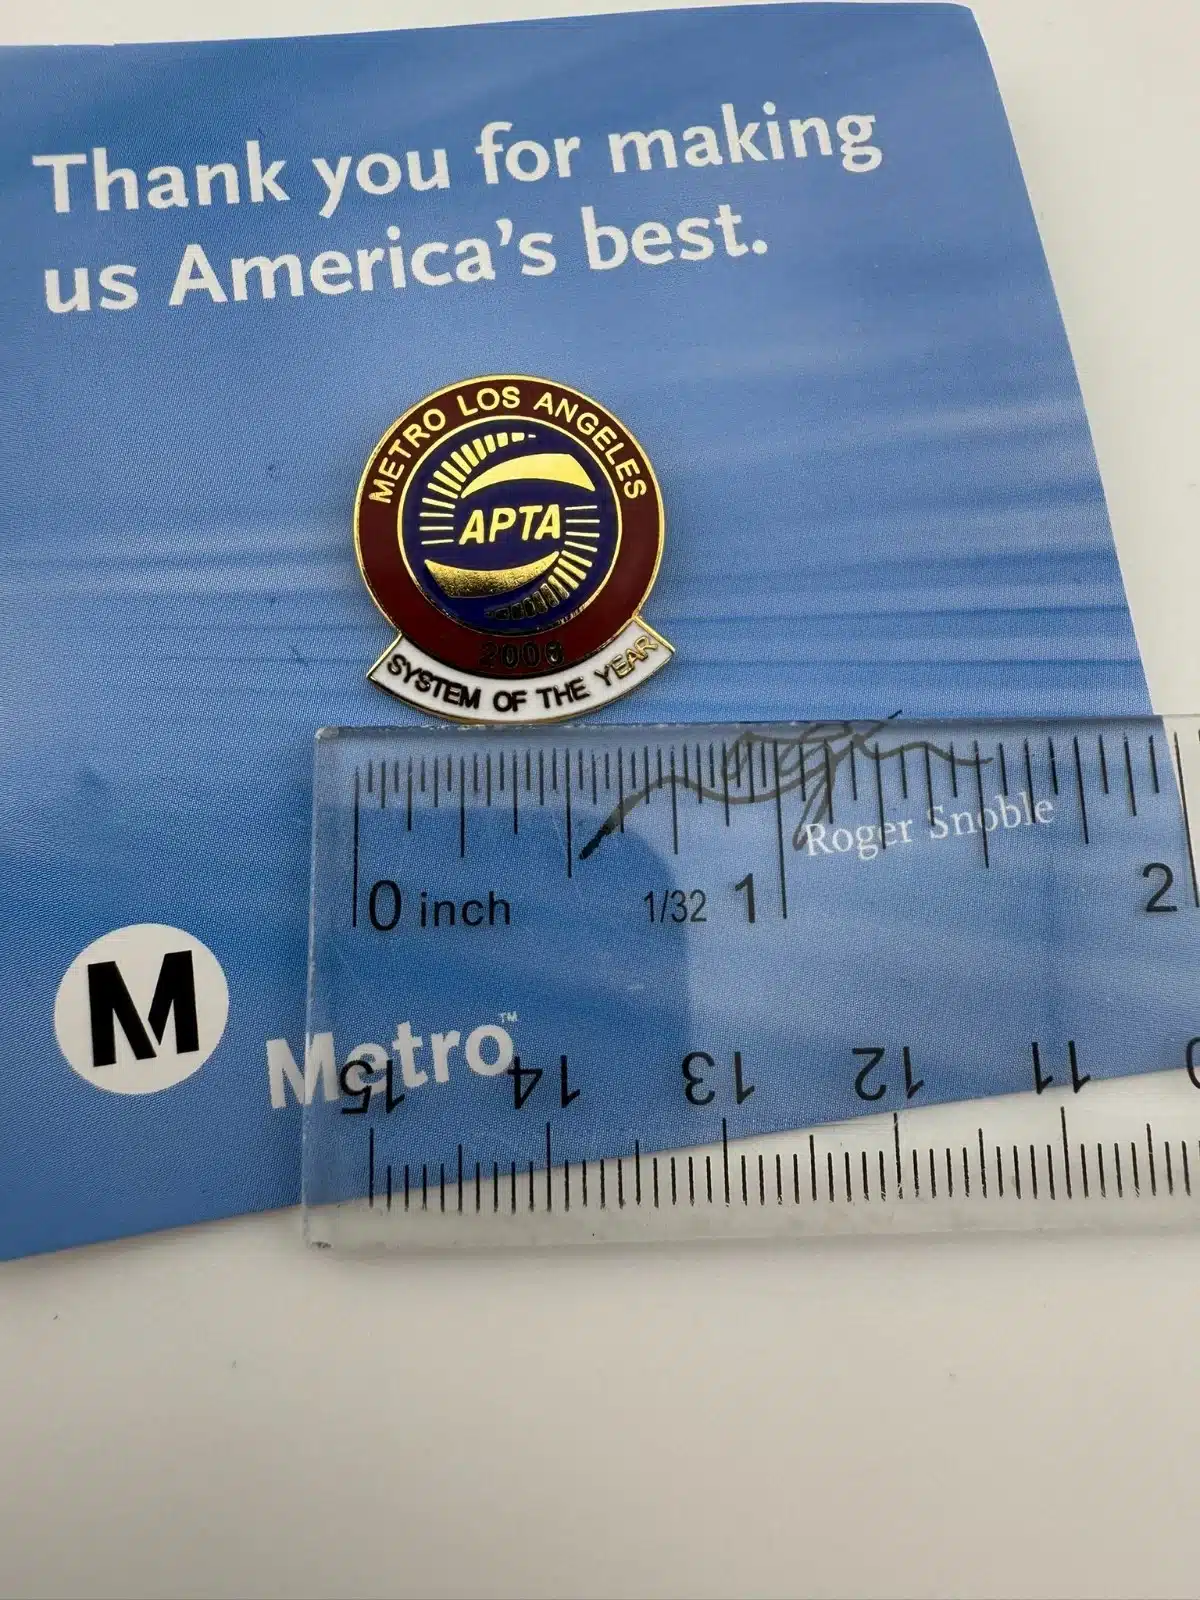 Thank you for making
us America's best.
METRO LOS ANGELES
APTA
2006
SYSTEM OF THE YEAR
Roger Snoble
0 inch 1/32 1 2
M Metro™
15 14 13 12 11